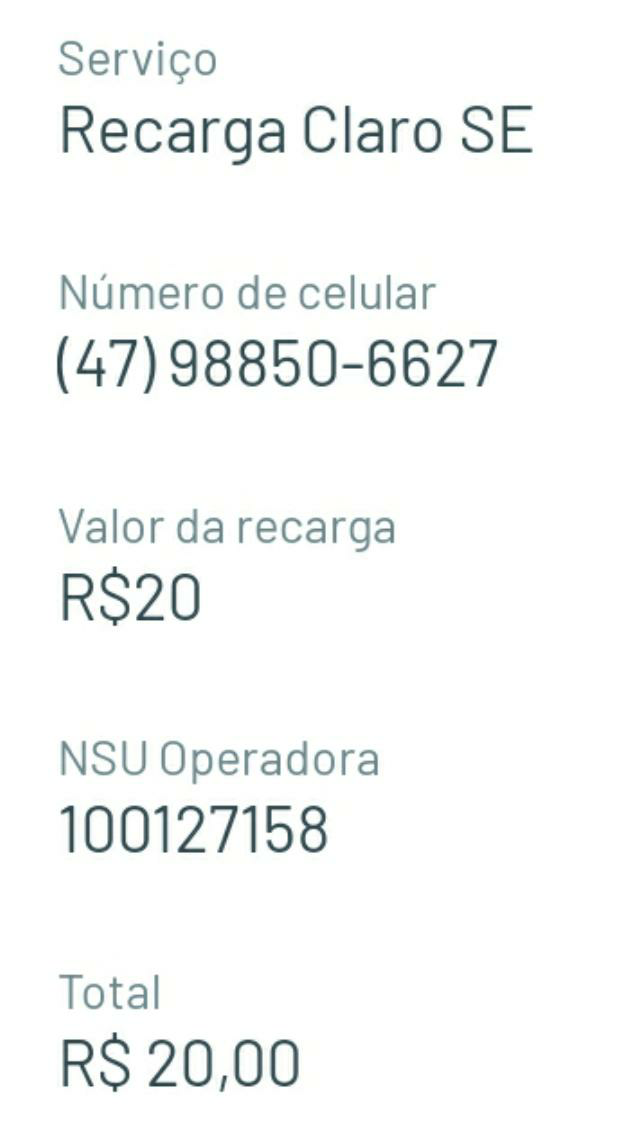 Serviço
Recarga Claro SE
Número de celular
(47) 98850-6627
Valor da recarga
R$20
NSU Operadora
100127158
Total
R$ 20,00